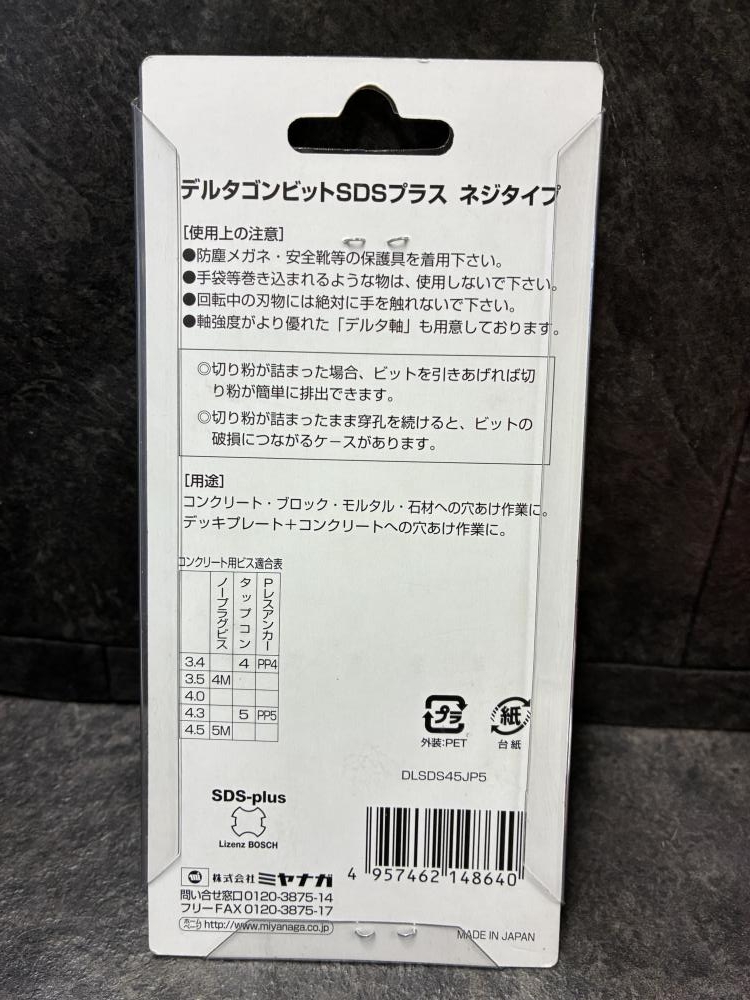 デルタゴンビットSDSプラス ネジタイプ
[使用上の注意]
●防塵メガネ・安全靴等の保護具を着用下さい。
●手袋等巻き込まれるような物は、使用しないで下さい。
●回転中の刃物には絶対に手を触れないで下さい。
●軸強度がより優れた「デルタ軸」も用意しております。
◎切り粉が詰まった場合、ビットを引きあげれば切
り粉が簡単に排出できます。
◎切り粉が詰まったまま穿孔を続けると、ビットの
破損につながるケースがあります。
[用途]
コンクリート・ブロック・モルタル・石材への穴あけ作業に。
デッキプレート＋コンクリートへの穴あけ作業に。
コンクリート用ビス適合表
ノープラグビス タップコン Pレスアンカー
3.4 4 PP4
3.5 4M
4.0
4.3 5 PP5
4.5 5M
プラ 紙
外装:PET 台紙
DLSDS45JP5
SDS-plus
Lizenz BOSCH
4 957462 148640
mi 株式会社ミヤナガ
問い合せ窓口0120-3875-14
フリーFAX0120-3875-17
ホームページ http://www.miyanaga.co.jp
MADE IN JAPAN